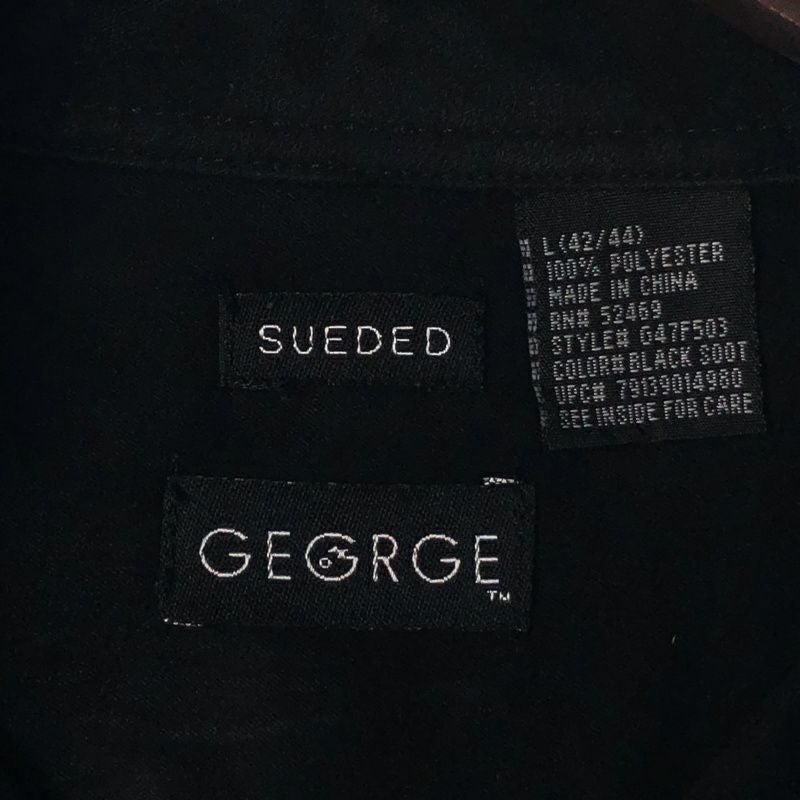 L (42/44)
100% POLYESTER
MADE IN CHINA
RN# 52469
STYLE# G47F503
COLOR# BLACK SOOT
UPC# 79139014980
SEE INSIDE FOR CARE
SUEDED
GEORGE
TM